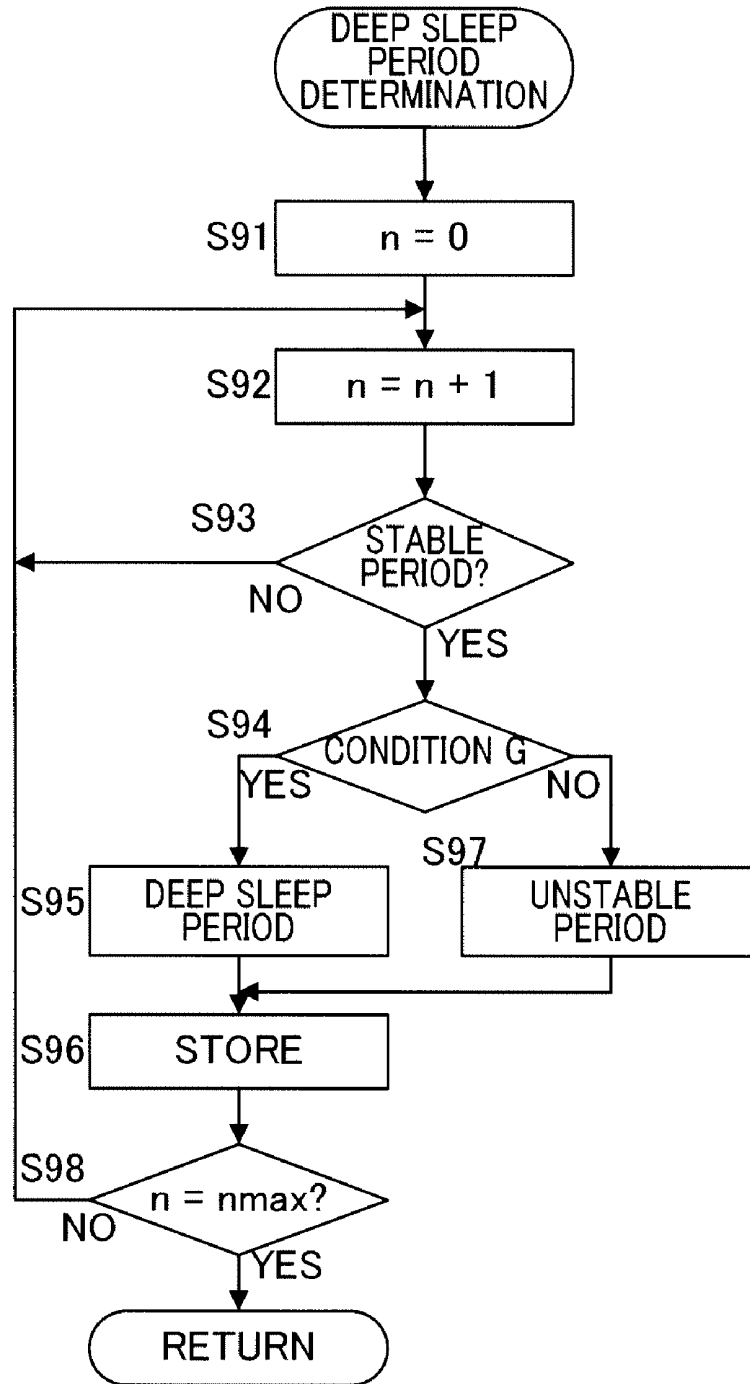 DEEP SLEEP
PERIOD
DETERMINATION
S91
n = 0
S92
n = n + 1
S93
STABLE
PERIOD?
NO
YES
S94
CONDITION G
YES
NO
S95
DEEP SLEEP
PERIOD
S97
UNSTABLE
PERIOD
S96
STORE
S98
n = nmax?
NO
YES
RETURN